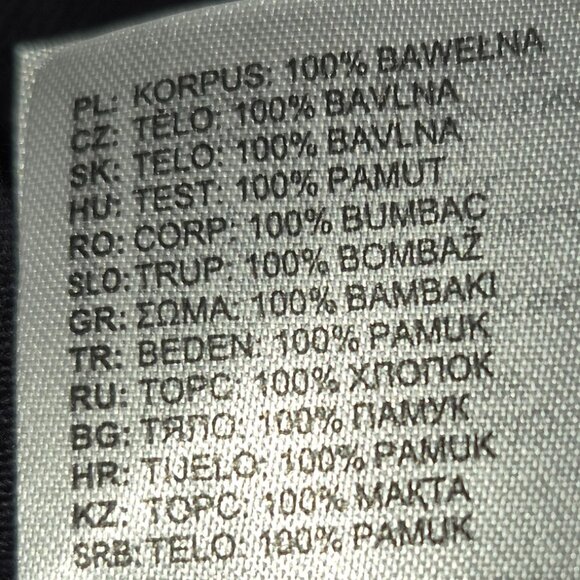 PL: KORPUS: 100% BAWEŁNA
CZ: TĚLO: 100% BAVLNA
SK: TELO: 100% BAVLNA
HU: TEST: 100% PAMUT
RO: CORP: 100% BUMBAC
SLO: TRUP: 100% BOMBAŽ
GR: ΣΩΜΑ: 100% ΒΑΜΒΑΚΙ
TR: BEDEN: 100% PAMUK
RU: ТОРС: 100% ХЛОПОК
BG: ТЯЛО: 100% ПАМУК
HR: TIJELO: 100% PAMUK
KZ: ТОРС: 100% МАКТА
SRB: TELO: 100% PAMUK